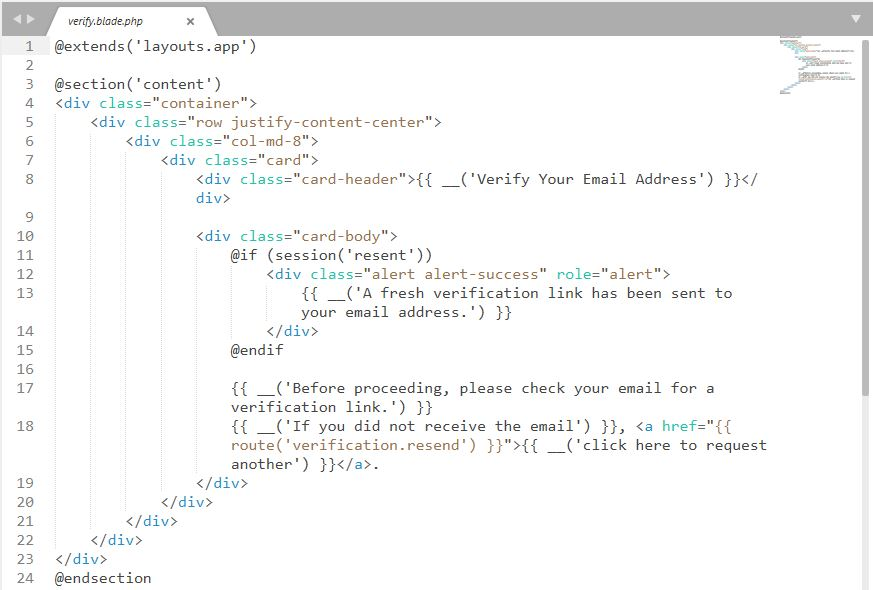 verify.blade.php ×
1 @extends('layouts.app')
2
3 @section('content')
4 <div class="container">
5     <div class="row justify-content-center">
6         <div class="col-md-8">
7             <div class="card">
8                 <div class="card-header">{{ __('Verify Your Email Address') }}</
                div>
9
10                 <div class="card-body">
11                     @if (session('resent'))
12                         <div class="alert alert-success" role="alert">
13                             {{ __('A fresh verification link has been sent to
                            your email address.') }}
14                         </div>
15                     @endif
16
17                     {{ __('Before proceeding, please check your email for a
                    verification link.') }}
18                     {{ __('If you did not receive the email') }}, <a href="{{
                    route('verification.resend') }}">{{ __('click here to request
                    another') }}</a>.
19                 </div>
20             </div>
21         </div>
22     </div>
23 </div>
24 @endsection